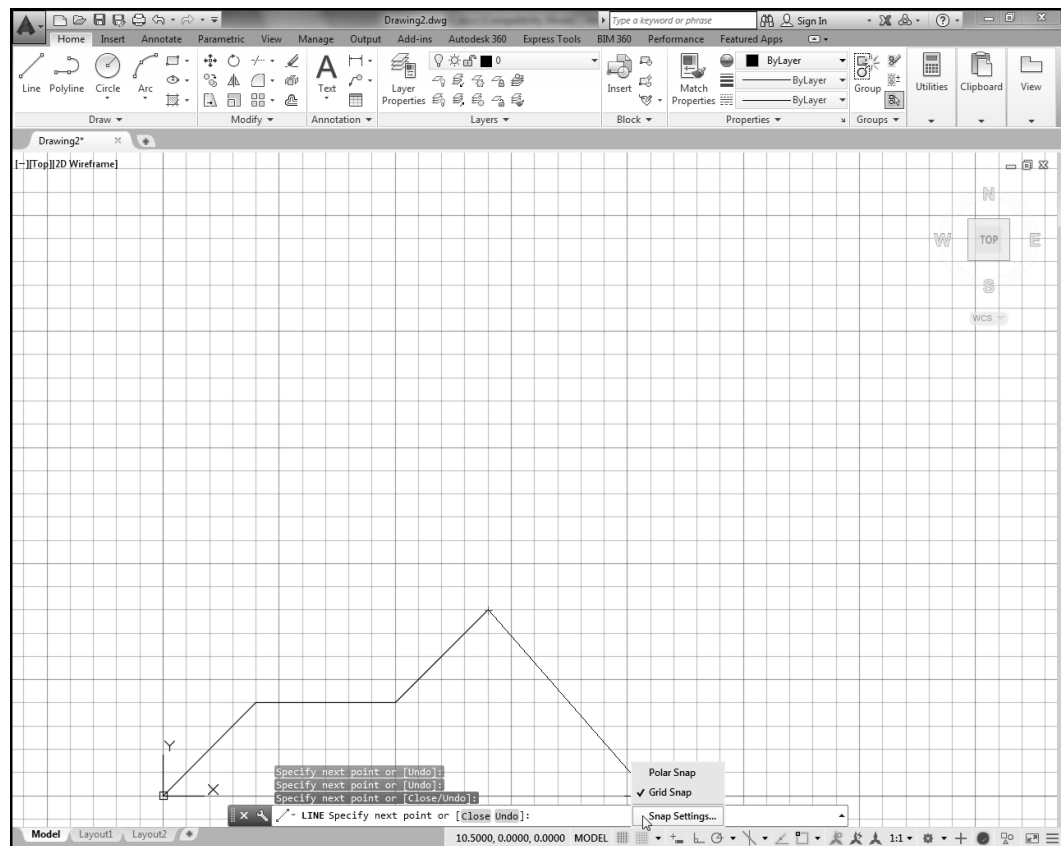 Drawing2.dwg
Type a keyword or phrase
Sign In
Home Insert Annotate Parametric View Manage Output Add-ins Autodesk 360 Express Tools BIM 360 Performance Featured Apps
0
ByLayer
Line Polyline Circle Arc
Text
Layer Properties
Insert
Match Properties
ByLayer
ByLayer
Group
Utilities
Clipboard
View
Draw
Modify
Annotation
Layers
Block
Properties
Groups
Drawing2*
[−][Top][2D Wireframe]
N
W
TOP
E
S
WCS
Y
X
Specify next point or [Undo]:
Specify next point or [Undo]:
Specify next point or [Close/Undo]:
LINE Specify next point or [Close Undo]:
Polar Snap
Grid Snap
Snap Settings...
Model Layout1 Layout2
10.5000, 0.0000, 0.0000 MODEL
1:1